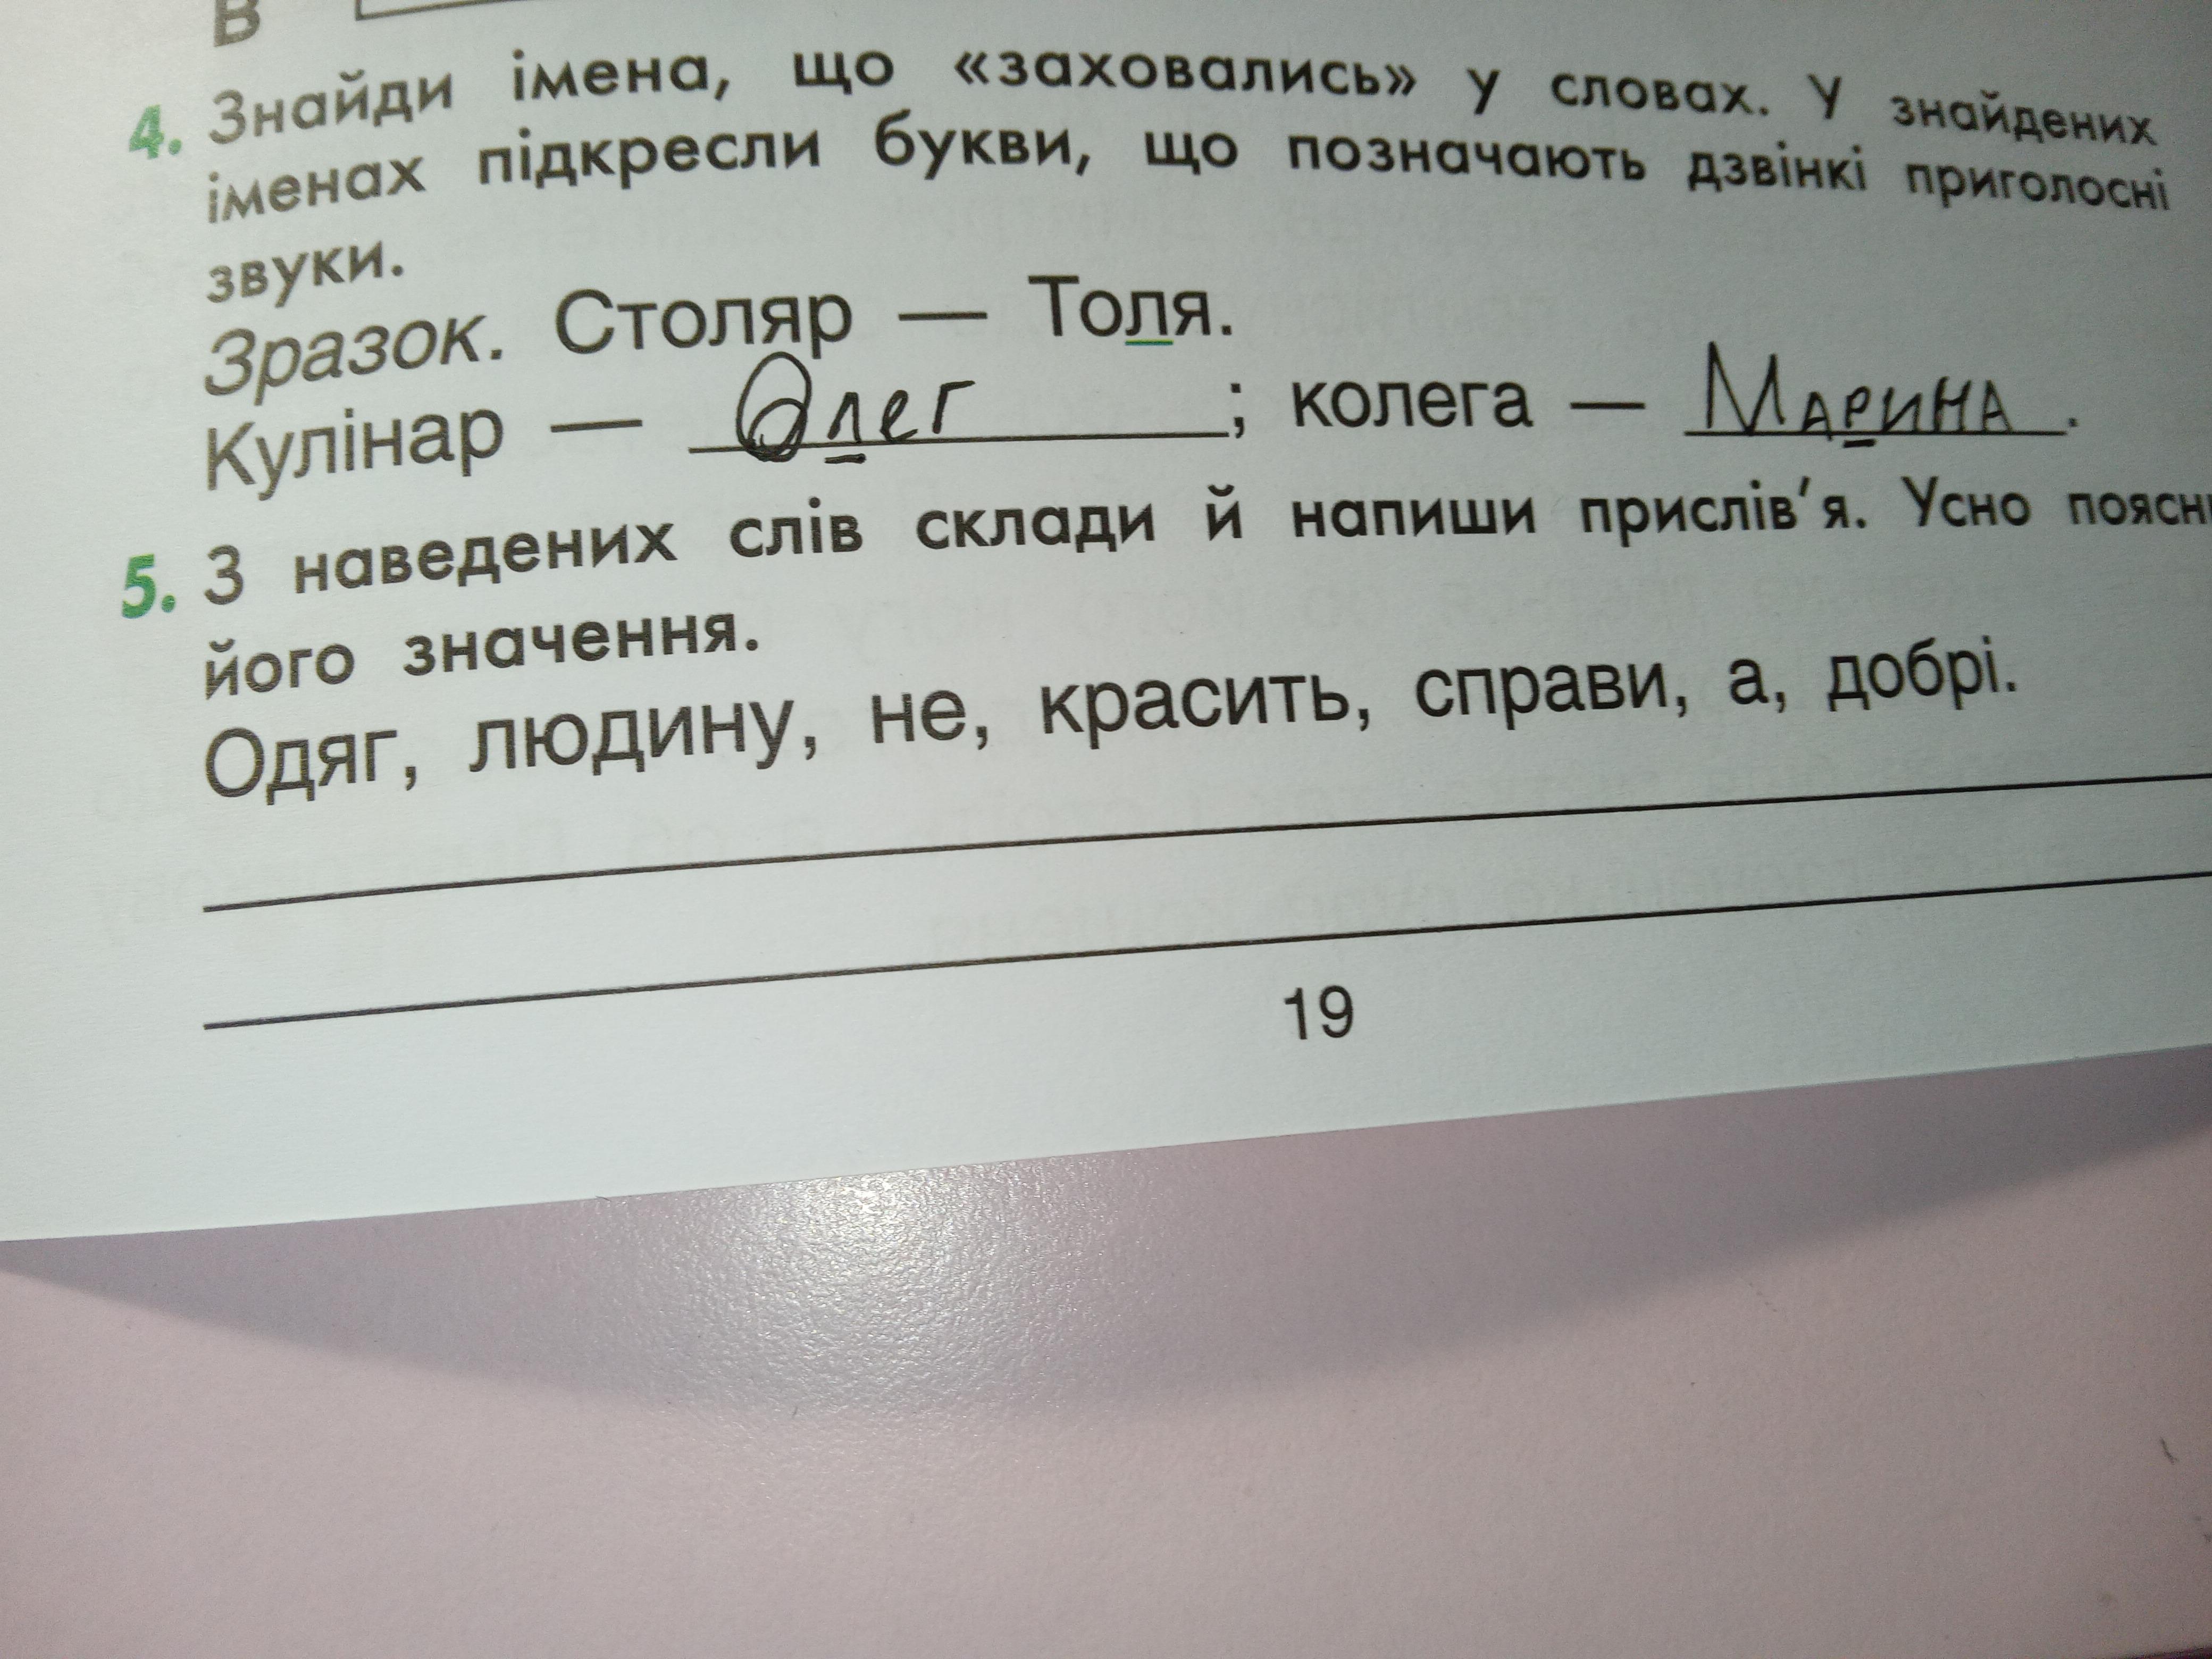 В
4. Знайди імена, що «заховались» у словах. У знайдених
іменах підкресли букви, що позначають дзвінкі приголосні
звуки.
Зразок. Столяр — Толя.
Кулінар — Олег; колега — Марина.
5. З наведених слів склади й напиши прислів’я. Усно поясн
його значення.
Одяг, людину, не, красить, справи, а, добрі.
19